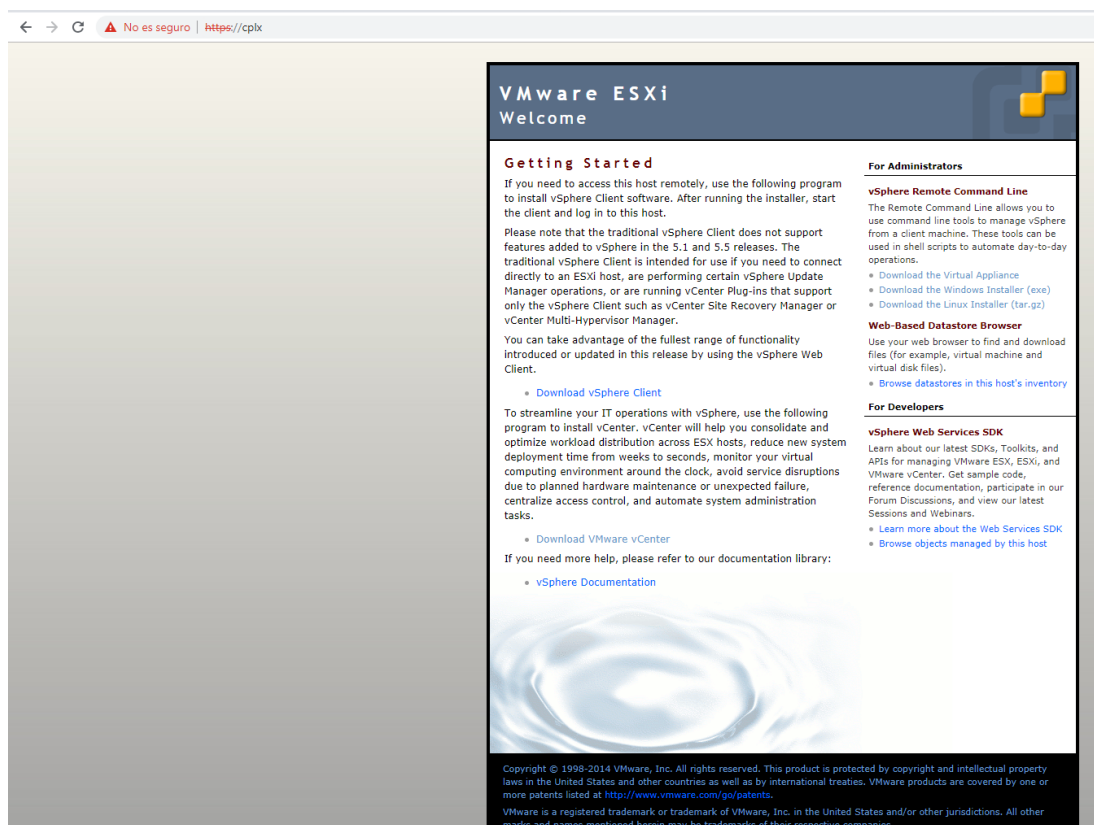 No es seguro | https://cplx
VMware ESXi
Welcome
Getting Started
If you need to access this host remotely, use the following program
to install vSphere Client software. After running the installer, start
the client and log in to this host.
Please note that the traditional vSphere Client does not support
features added to vSphere in the 5.1 and 5.5 releases. The
traditional vSphere Client is intended for use if you need to connect
directly to an ESXi host, are performing certain vSphere Update
Manager operations, or are running vCenter Plug-ins that support
only the vSphere Client such as vCenter Site Recovery Manager or
vCenter Multi-Hypervisor Manager.
You can take advantage of the fullest range of functionality
introduced or updated in this release by using the vSphere Web
Client.
Download vSphere Client
To streamline your IT operations with vSphere, use the following
program to install vCenter. vCenter will help you consolidate and
optimize workload distribution across ESX hosts, reduce new system
deployment time from weeks to seconds, monitor your virtual
computing environment around the clock, avoid service disruptions
due to planned hardware maintenance or unexpected failure,
centralize access control, and automate system administration
tasks.
Download VMware vCenter
If you need more help, please refer to our documentation library:
vSphere Documentation
For Administrators
vSphere Remote Command Line
The Remote Command Line allows you to
use command line tools to manage vSphere
from a client machine. These tools can be
used in shell scripts to automate day-to-day
operations.
Download the Virtual Appliance
Download the Windows Installer (exe)
Download the Linux Installer (tar.gz)
Web-Based Datastore Browser
Use your web browser to find and download
files (for example, virtual machine and
virtual disk files).
Browse datastores in this host's inventory
For Developers
vSphere Web Services SDK
Learn about our latest SDKs, Toolkits, and
APIs for managing VMware ESX, ESXi, and
VMware vCenter. Get sample code,
reference documentation, participate in our
Forum Discussions, and view our latest
Sessions and Webinars.
Learn more about the Web Services SDK
Browse objects managed by this host
Copyright © 1998-2014 VMware, Inc. All rights reserved. This product is protected by copyright and intellectual property
laws in the United States and other countries as well as by international treaties. VMware products are covered by one or
more patents listed at http://www.vmware.com/go/patents.
VMware is a registered trademark or trademark of VMware, Inc. in the United States and/or other jurisdictions. All other
marks and names mentioned herein may be trademarks of their respective companies.